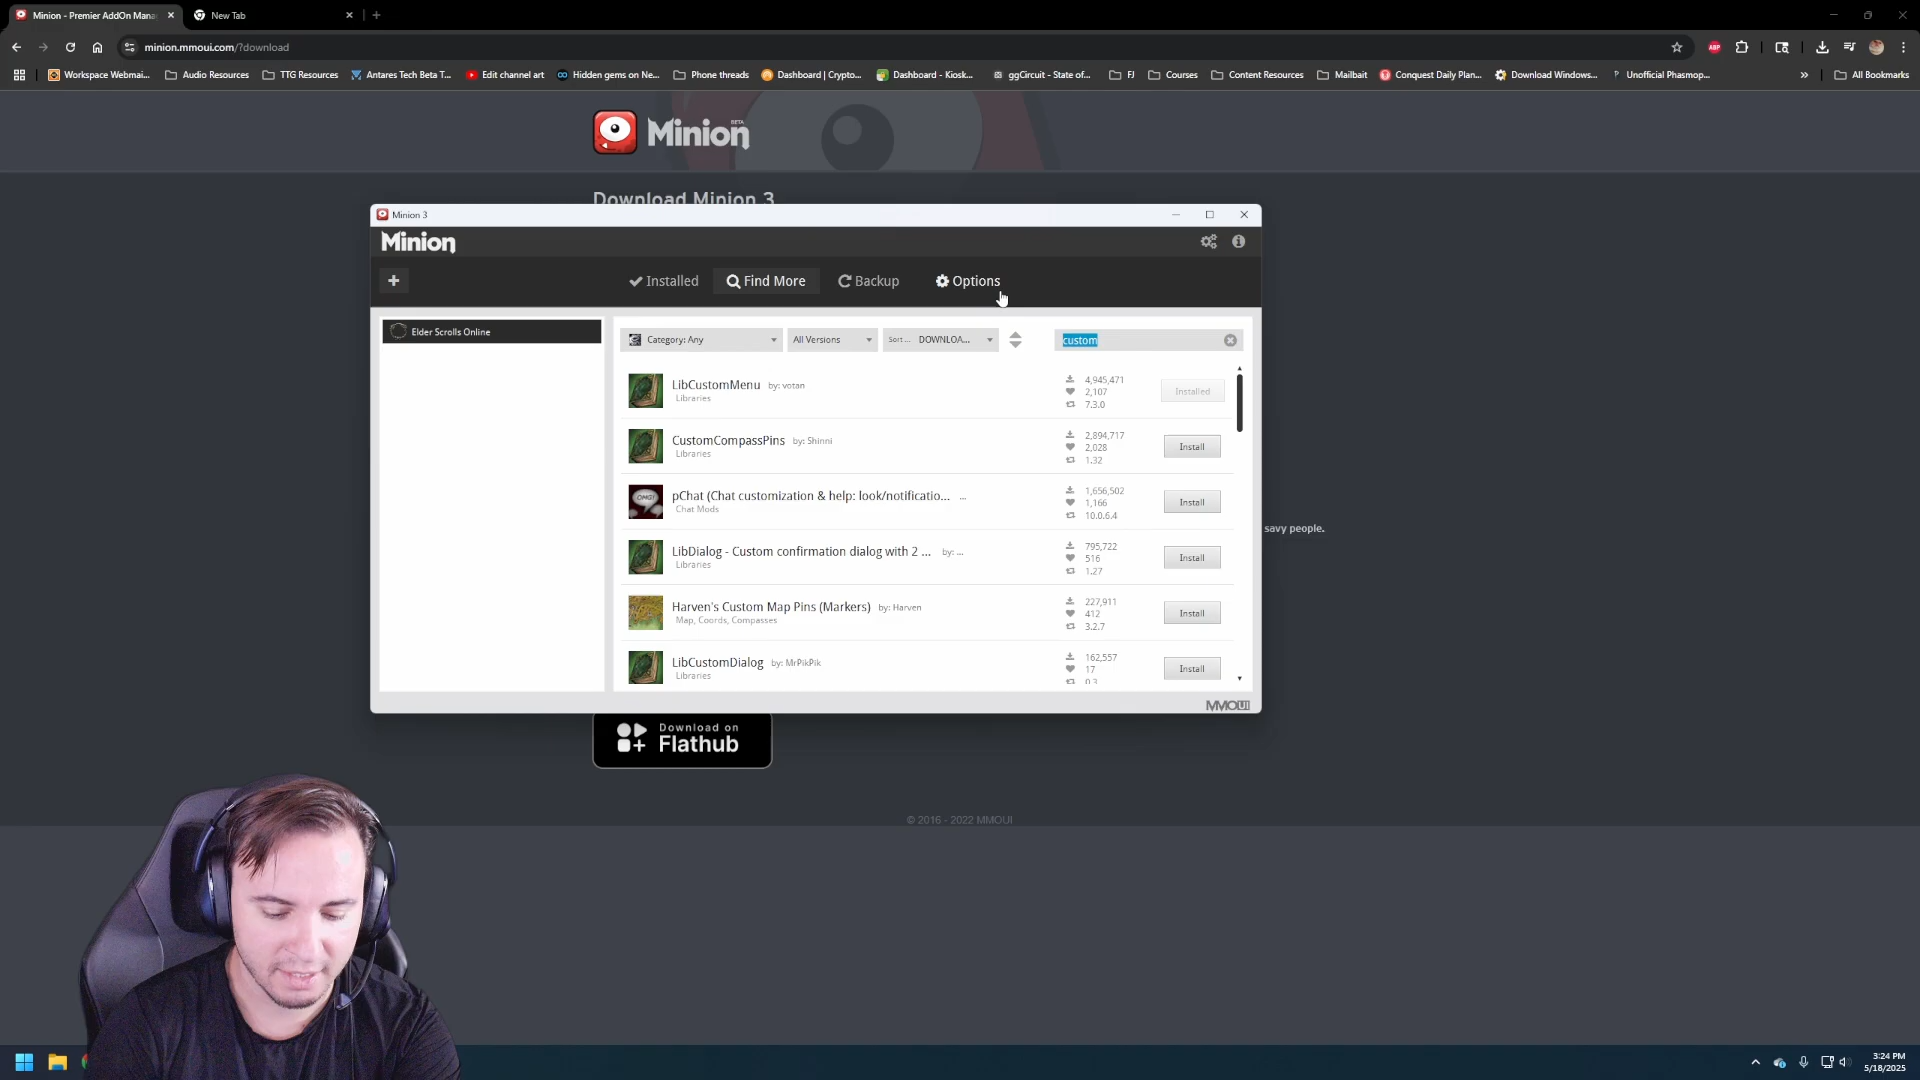 Minion - Premier AddOn Mana
New Tab
minion.mmoui.com/?download
Workspace Webmai...
Audio Resources
TTG Resources
Antares Tech Beta T...
Edit channel art
Hidden gems on Ne...
Phone threads
Dashboard | Crypto...
Dashboard - Kiosk...
ggCircuit - State of...
FJ
Courses
Content Resources
Mailbait
Conquest Daily Plan...
Download Windows...
Unofficial Phasmop...
All Bookmarks
Minion BETA
Download Minion 3
Minion 3
Minion
Installed
Find More
Backup
Options
Elder Scrolls Online
Category: Any
All Versions
Sort ... DOWNLOA...
custom
LibCustomMenu by: votan
Libraries
4,945,471
2,107
7.3.0
Installed
CustomCompassPins by: Shinni
Libraries
2,894,717
2,028
1.32
Install
pChat (Chat customization & help: look/notificatio... ...
Chat Mods
OMG!
1,656,502
1,166
10.0.6.4
Install
LibDialog - Custom confirmation dialog with 2 ... by: ...
Libraries
795,722
516
1.27
Install
Harven's Custom Map Pins (Markers) by: Harven
Map, Coords, Compasses
227,911
412
3.2.7
Install
LibCustomDialog by: MrPikPik
Libraries
162,557
17
0.3
Install
MMOUI
savy people.
Download on
Flathub
© 2016 - 2022 MMOUI
3:24 PM
5/18/2025
ABP